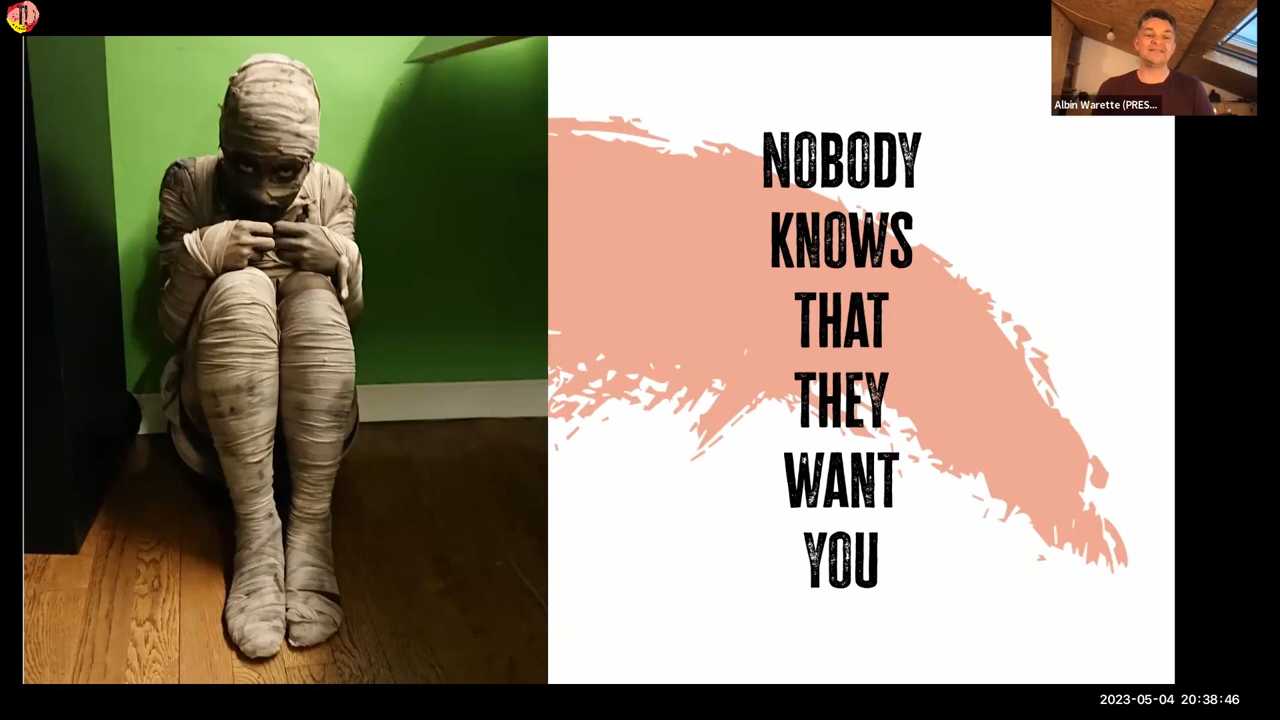 Albin Warette (PRES...
NOBODY
KNOWS
THAT
THEY
WANT
YOU
2023-05-04 20:38:46